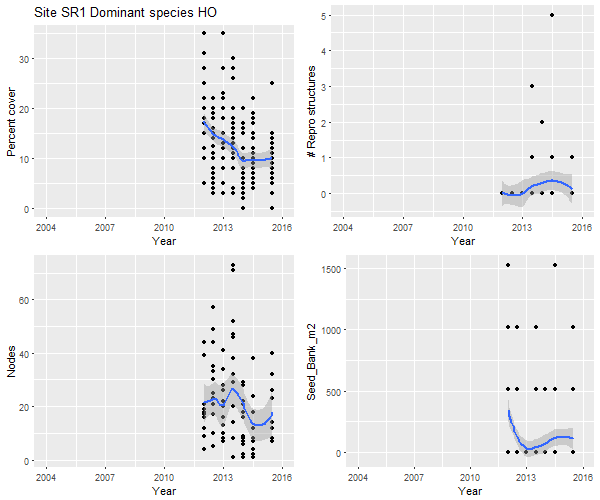 Site SR1 Dominant species HO
Percent cover
30
20
10
0
2004 2007 2010 2013 2016
Year
# Repro structures
5
4
3
2
1
0
2004 2007 2010 2013 2016
Year
Nodes
60
40
20
0
2004 2007 2010 2013 2016
Year
Seed_Bank_m2
1500
1000
500
0
2004 2007 2010 2013 2016
Year